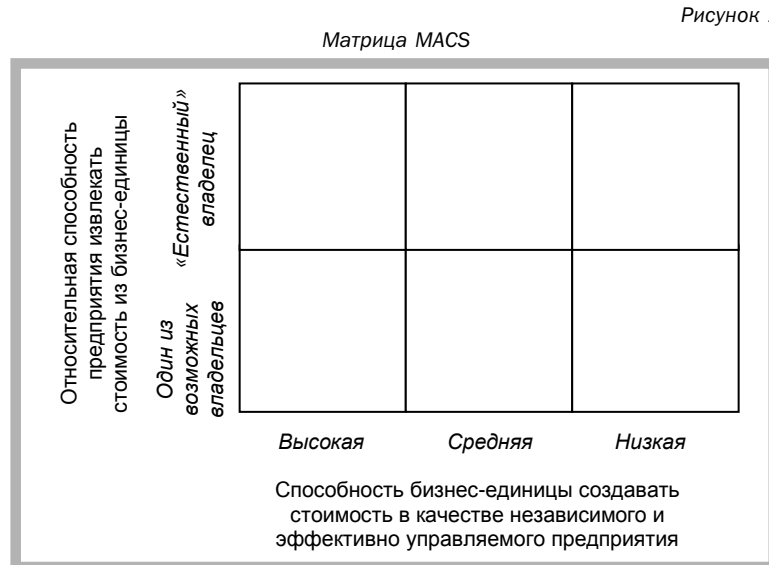 Рисунок
Матрица MACS
Относительная способность
предприятия извлекать
стоимость из бизнес-единицы
«Естественный»
владелец
Один из
возможных
владельцев
Высокая
Средняя
Низкая
Способность бизнес-единицы создавать
стоимость в качестве независимого и
эффективно управляемого предприятия